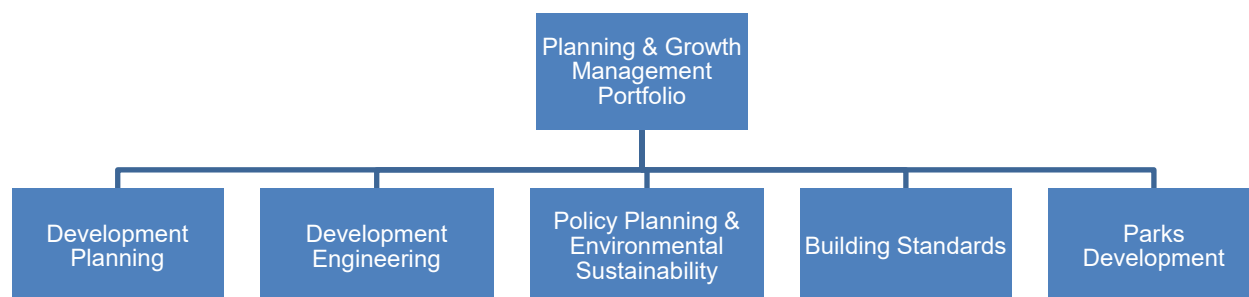 Planning & Growth
Management
Portfolio
Development
Planning
Development
Engineering
Policy Planning &
Environmental
Sustainability
Building Standards
Parks
Development